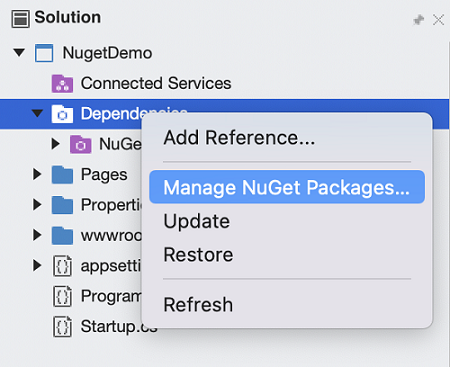 Solution
NugetDemo
Connected Services
Dependencies
Add Reference...
NuGe
Manage NuGet Packages...
Pages
Properti
Update
wwwroo
Restore
appsetti
Program
Refresh
Startup.cs